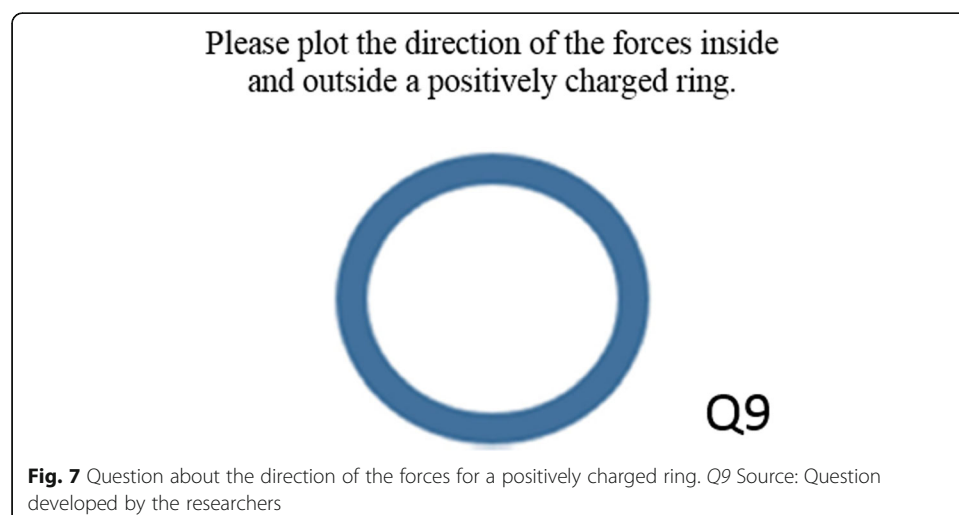 Please plot the direction of the forces inside
and outside a positively charged ring.
Q9
Fig. 7 Question about the direction of the forces for a positively charged ring. Q9 Source: Question
developed by the researchers